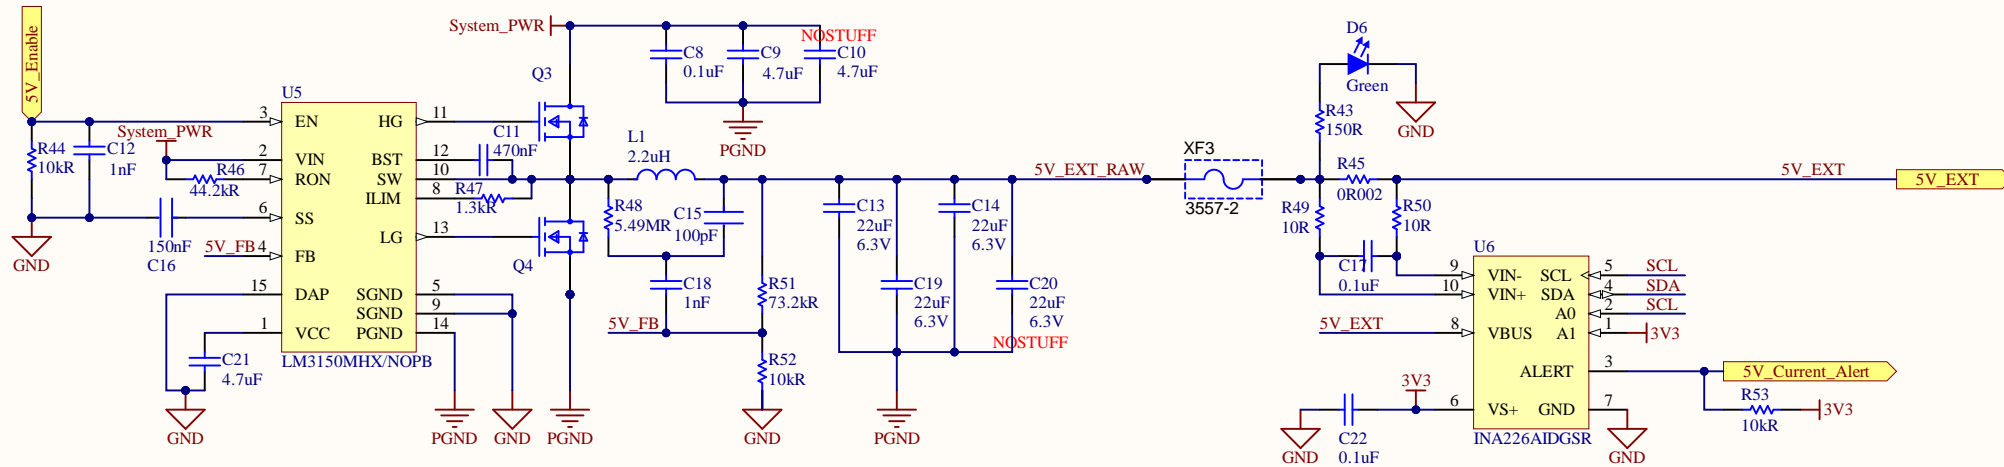 5V_Enable
R44
10kR
C12
1nF
GND
System_PWR
R46
44.2kR
150nF
C16
5V_FB
U5
3 EN
2 VIN
7 RON
6 SS
4 FB
15 DAP
1 VCC
HG 11
BST 12
SW 10
ILIM 8
LG 13
SGND 5
SGND 9
PGND 14
LM3150MHX/NOPB
C21
4.7uF
GND
PGND
GND
PGND
System_PWR
Q3
C11
470nF
R47
1.3kR
Q4
C8
0.1uF
C9
4.7uF
NOSTUFF
C10
4.7uF
PGND
L1
2.2uH
R48
5.49MR
C15
100pF
C18
1nF
5V_FB
R51
73.2kR
R52
10kR
GND
C13
22uF
6.3V
C19
22uF
6.3V
C14
22uF
6.3V
C20
22uF
6.3V
NOSTUFF
PGND
5V_EXT_RAW
XF3
3557-2
D6
Green
R43
150R
GND
R45
0R002
R49
10R
R50
10R
C17
0.1uF
5V_EXT
5V_EXT
5V_EXT
U6
9 VIN-
10 VIN+
8 VBUS
6 VS+
SCL 5
SDA 4
A0 2
A1 1
ALERT 3
GND 7
INA226AIDGSR
SCL
SDA
SCL
3V3
5V_Current_Alert
R53
10kR
3V3
3V3
C22
0.1uF
GND
GND